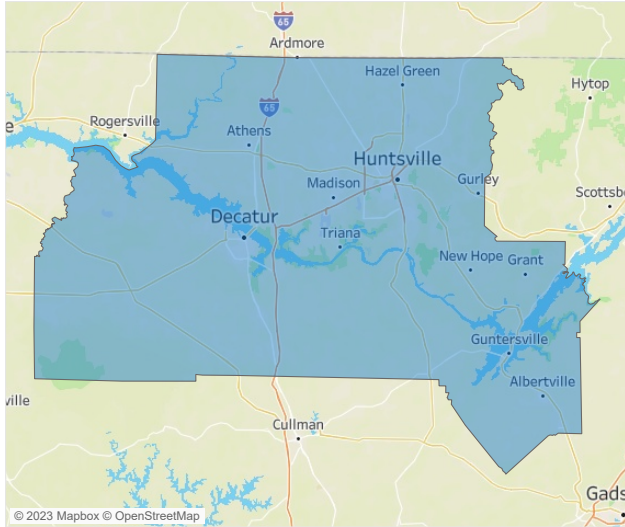 65
Ardmore
Hazel Green
Hytop
65
Rogersville
Athens
e
Huntsville
Madison
Gurley
Scottsb
Decatur
Triana
New Hope
Grant
Guntersville
Albertville
ville
Cullman
Gads
© 2023 Mapbox © OpenStreetMap